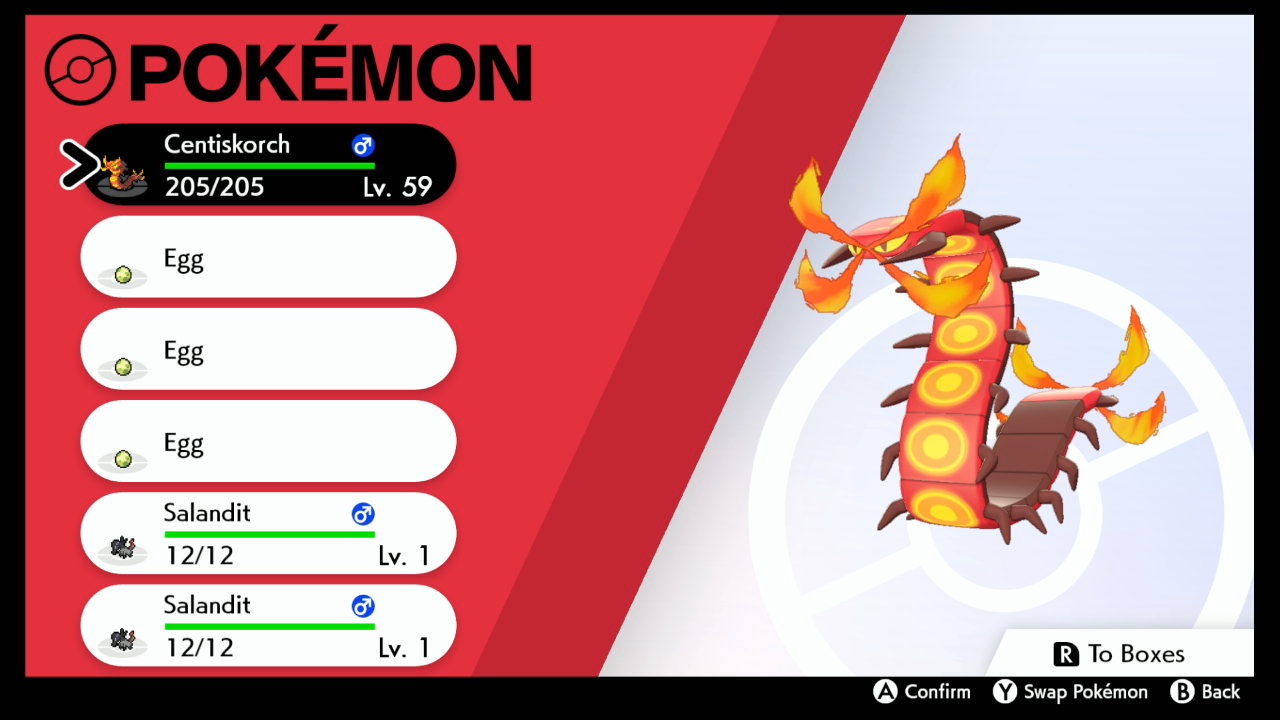 POKÉMON
Centiskorch ♂
205/205 Lv. 59
Egg
Egg
Egg
Salandit ♂
12/12 Lv. 1
Salandit ♂
12/12 Lv. 1
R To Boxes
A Confirm Y Swap Pokémon B Back